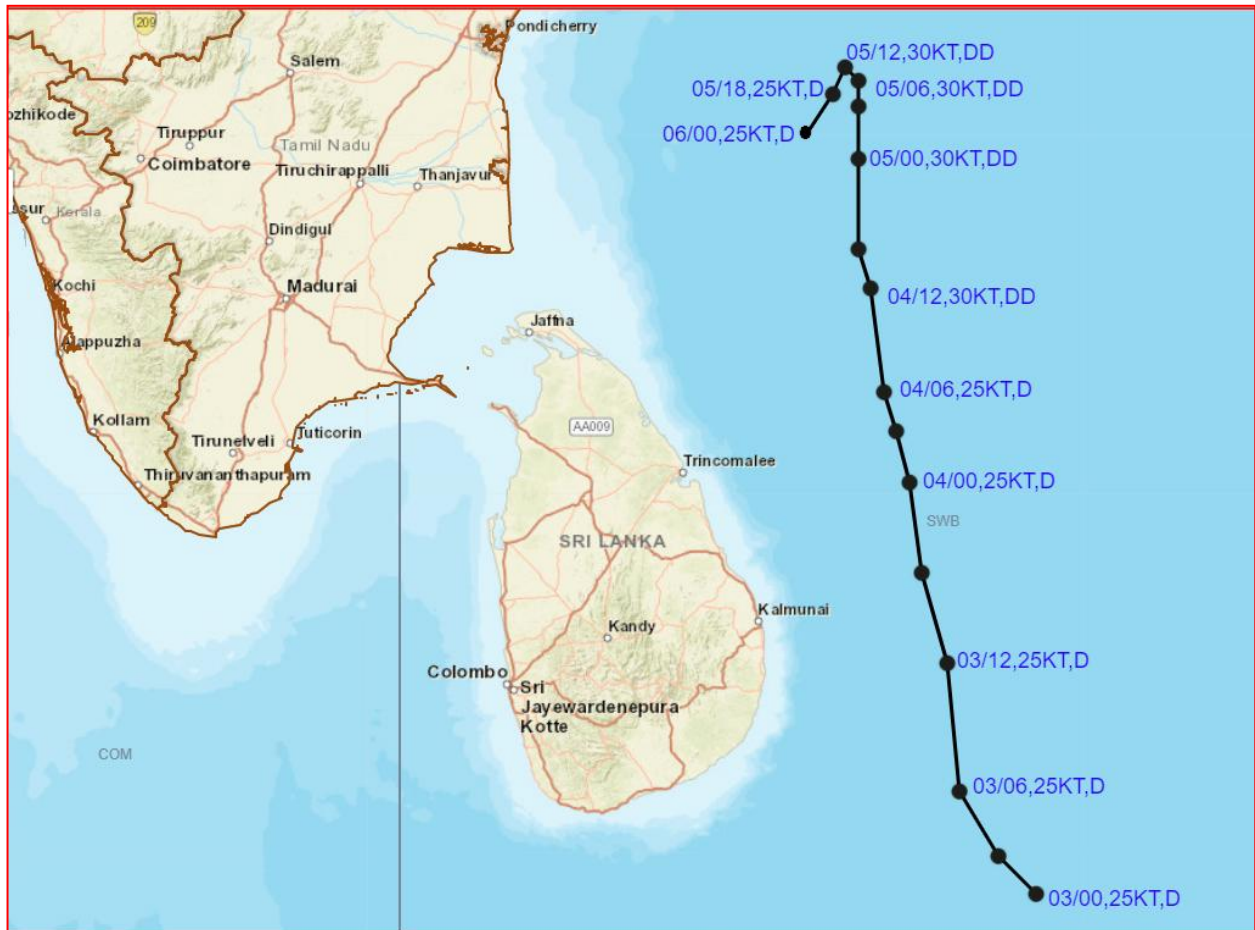 209
Pondicherry
05/12,30KT,DD
Salem
05/18,25KT,D
05/06,30KT,DD
ozhikode
06/00,25KT,D
Tiruppur
Tamil Nadu
Coimbatore
05/00,30KT,DD
Tiruchirappalli
Thanjavur
ssur
Kerala
Dindigul
Kochi
Madurai
04/12,30KT,DD
Jaffna
Alappuzha
04/06,25KT,D
Kollam
AA009
Tirunelveli
Tuticorin
Trincomalee
Thiruvananthapuram
04/00,25KT,D
SWB
SRI LANKA
Kalmunai
Kandy
03/12,25KT,D
Colombo
Sri
Jayewardenepura
Kotte
COM
03/06,25KT,D
03/00,25KT,D